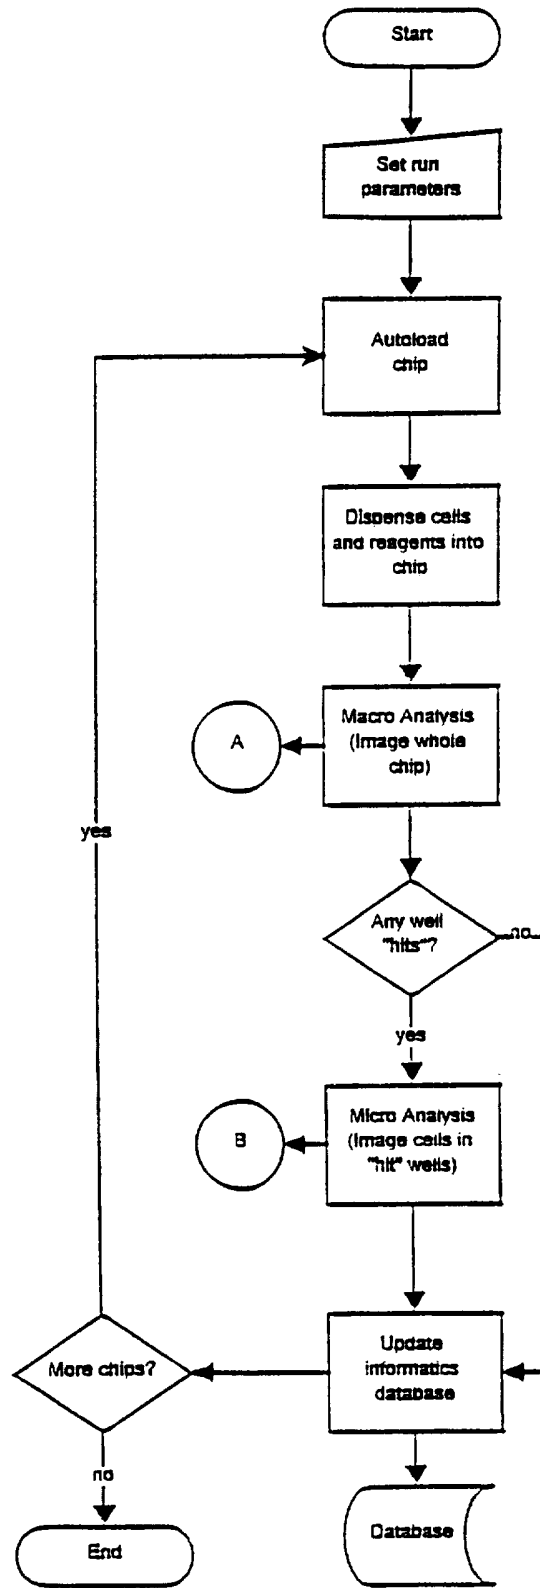 Start
Set run
parameters
Autoload
chip
Dispense cells
and reagents into
chip
Macro Analysis
(Image whole
chip)
A
yes
Any well
"hits"?
no
yes
Micro Analysis
(Image cells in
"hit" wells)
B
Update
informatics
database
More chips?
no
Database
End